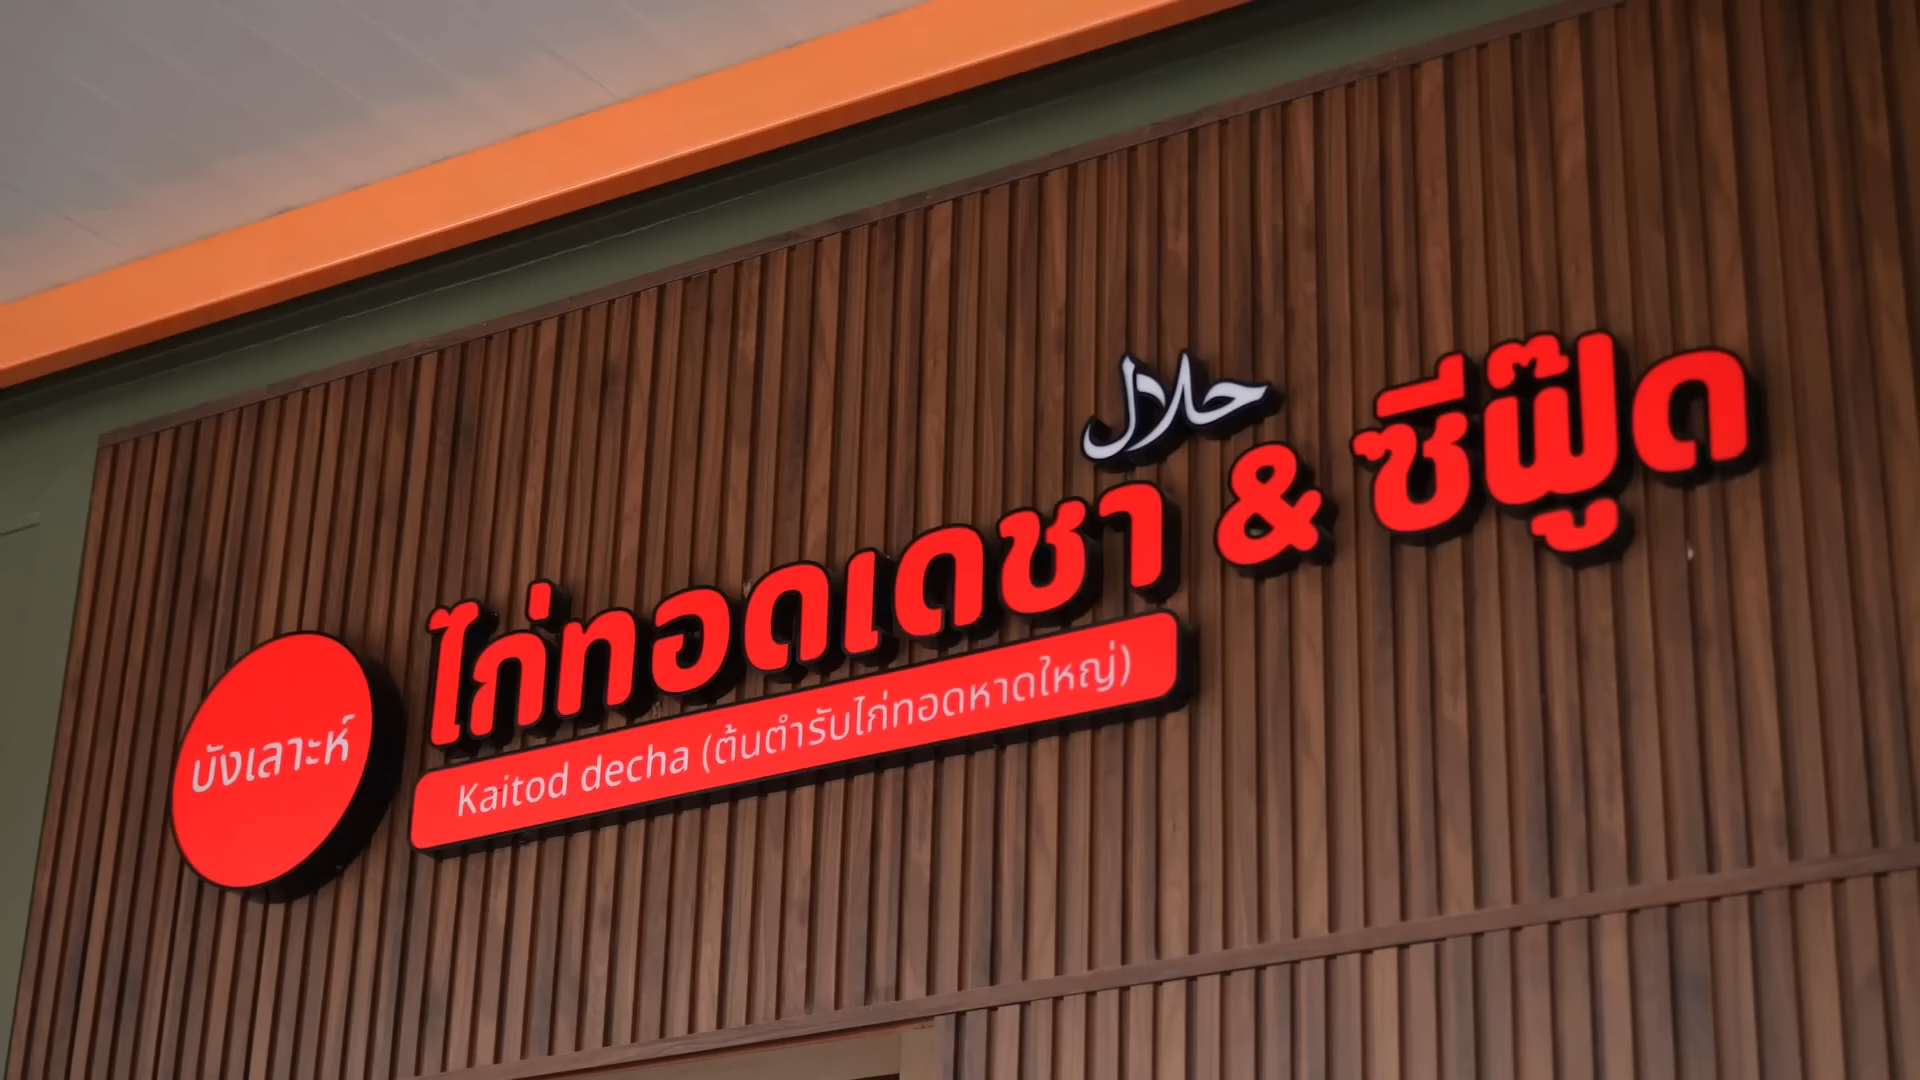 حلال
ไก่ทอดเดชา & ซีฟู๊ด
บังเลาะห์
Kaitod decha (ต้นตำรับไก่ทอดหาดใหญ่)